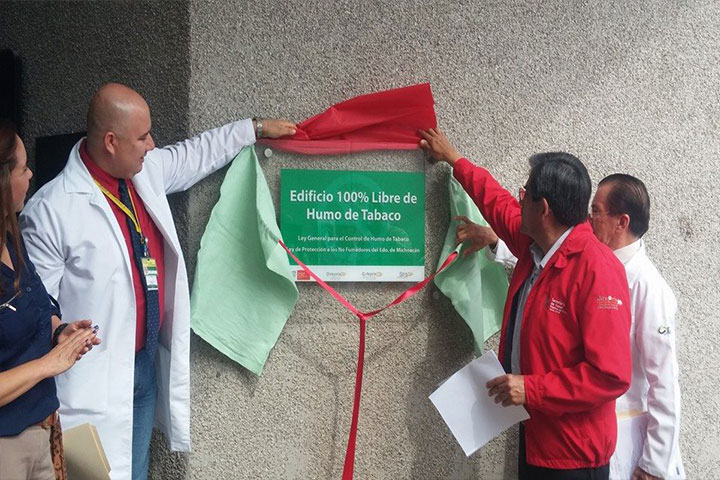 Edificio 100% Libre de
Humo de Tabaco
Ley General para el Control de Humo de Tabaco
Ley de Protección a los No Fumadores del Edo. de Michoacán